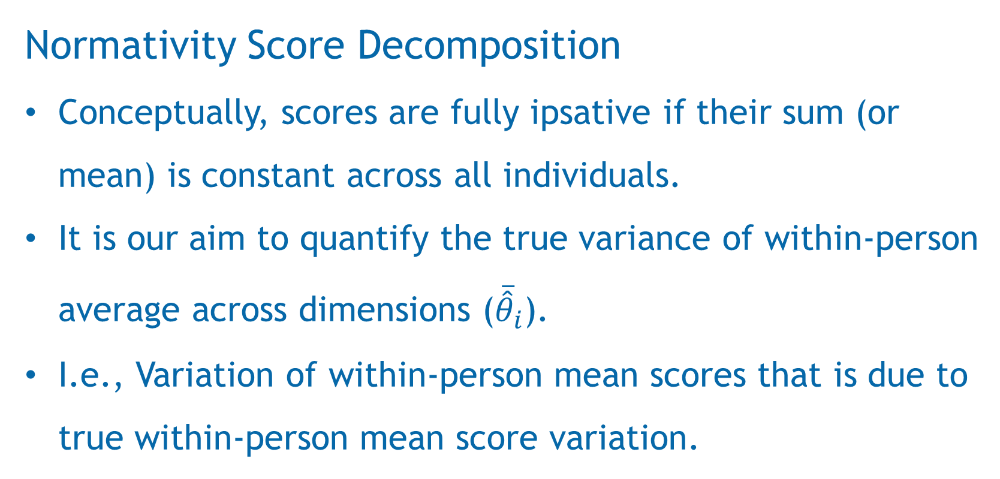 Normativity Score Decomposition
• Conceptually, scores are fully ipsative if their sum (or
mean) is constant across all individuals.
• It is our aim to quantify the true variance of within-person
average across dimensions (\(\bar{\hat{\theta}}_i\)).
• I.e., Variation of within-person mean scores that is due to
true within-person mean score variation.